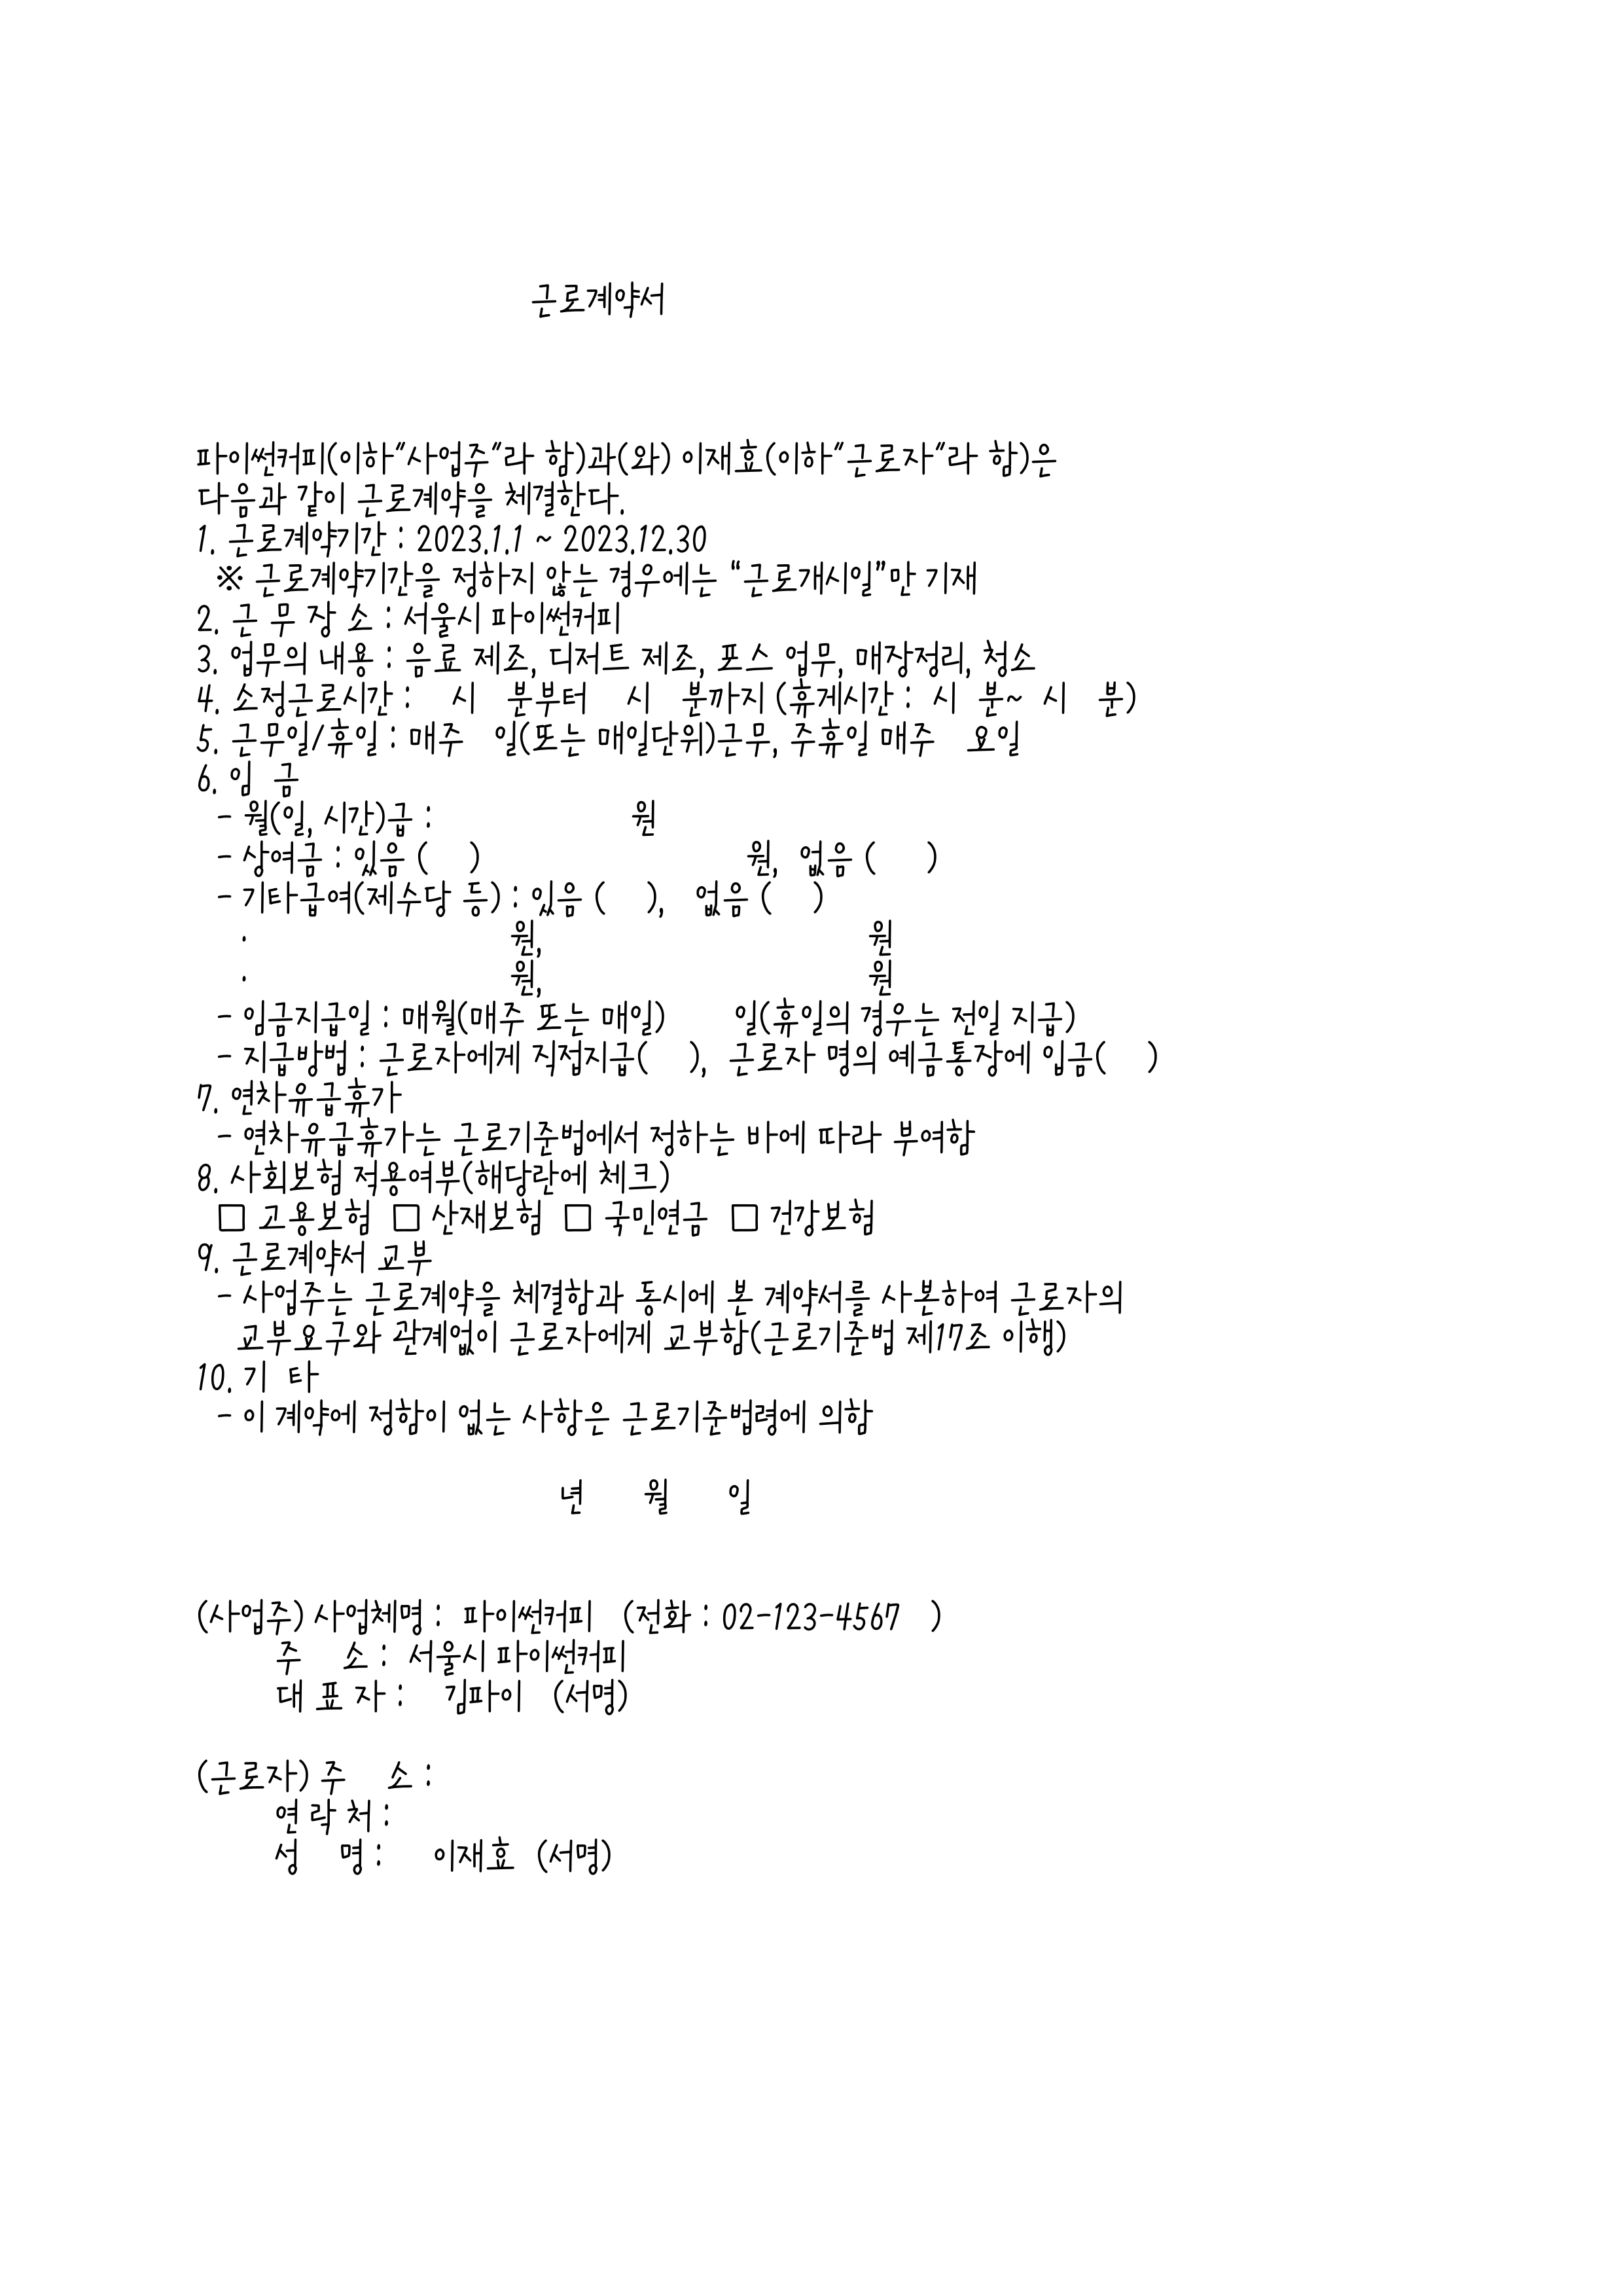 근로계약서
파이썬커피(이하"사업주"라 함)과(와) 이재효(이하"근로자"라 함)은
다음과 같이 근로계약을 체결한다.
1. 근로계약기간 : 2023.1.1 ~ 2023.12.30
※ 근로계약기간을 정하지 않는 경우에는 “근로개시일”만 기재
2. 근 무 장 소 : 서울시 파이썬커피
3. 업무의 내용 : 음료 제조, 디저트 제조, 포스 업무, 매장정리, 청소
4. 소정근로시간 : 시 분부터 시 분까지 (휴게시간 : 시 분~ 시 분)
5. 근무일/휴일 : 매주 일(또는 매일단위)근무, 주휴일 매주 요일
6. 임 금
- 월(일, 시간)급 : 원
- 상여금 : 있음 ( ) 원, 없음 ( )
- 기타급여(제수당 등) : 있음 ( ), 없음 ( )
· 원, 원
· 원, 원
- 임금지급일 : 매월(매주 또는 매일) 일(휴일의 경우는 전일 지급)
- 지급방법 : 근로자에게 직접지급( ), 근로자 명의 예금통장에 입금( )
7. 연차유급휴가
- 연차유급휴가는 근로기준법에서 정하는 바에 따라 부여함
8. 사회보험 적용여부(해당란에 체크)
□ 고용보험 □ 산재보험 □ 국민연금 □ 건강보험
9. 근로계약서 교부
- 사업주는 근로계약을 체결함과 동시에 본 계약서를 사본하여 근로자의
교부요구와 관계없이 근로자에게 교부함(근로기준법 제17조 이행)
10. 기 타
- 이 계약에 정함이 없는 사항은 근로기준법령에 의함
년 월 일
(사업주) 사업체명 : 파이썬커피 (전화 : 02-123-4567 )
주 소 : 서울시 파이썬커피
대 표 자 : 김파이 (서명)
(근로자) 주 소 :
연 락 처 :
성 명 : 이재효 (서명)